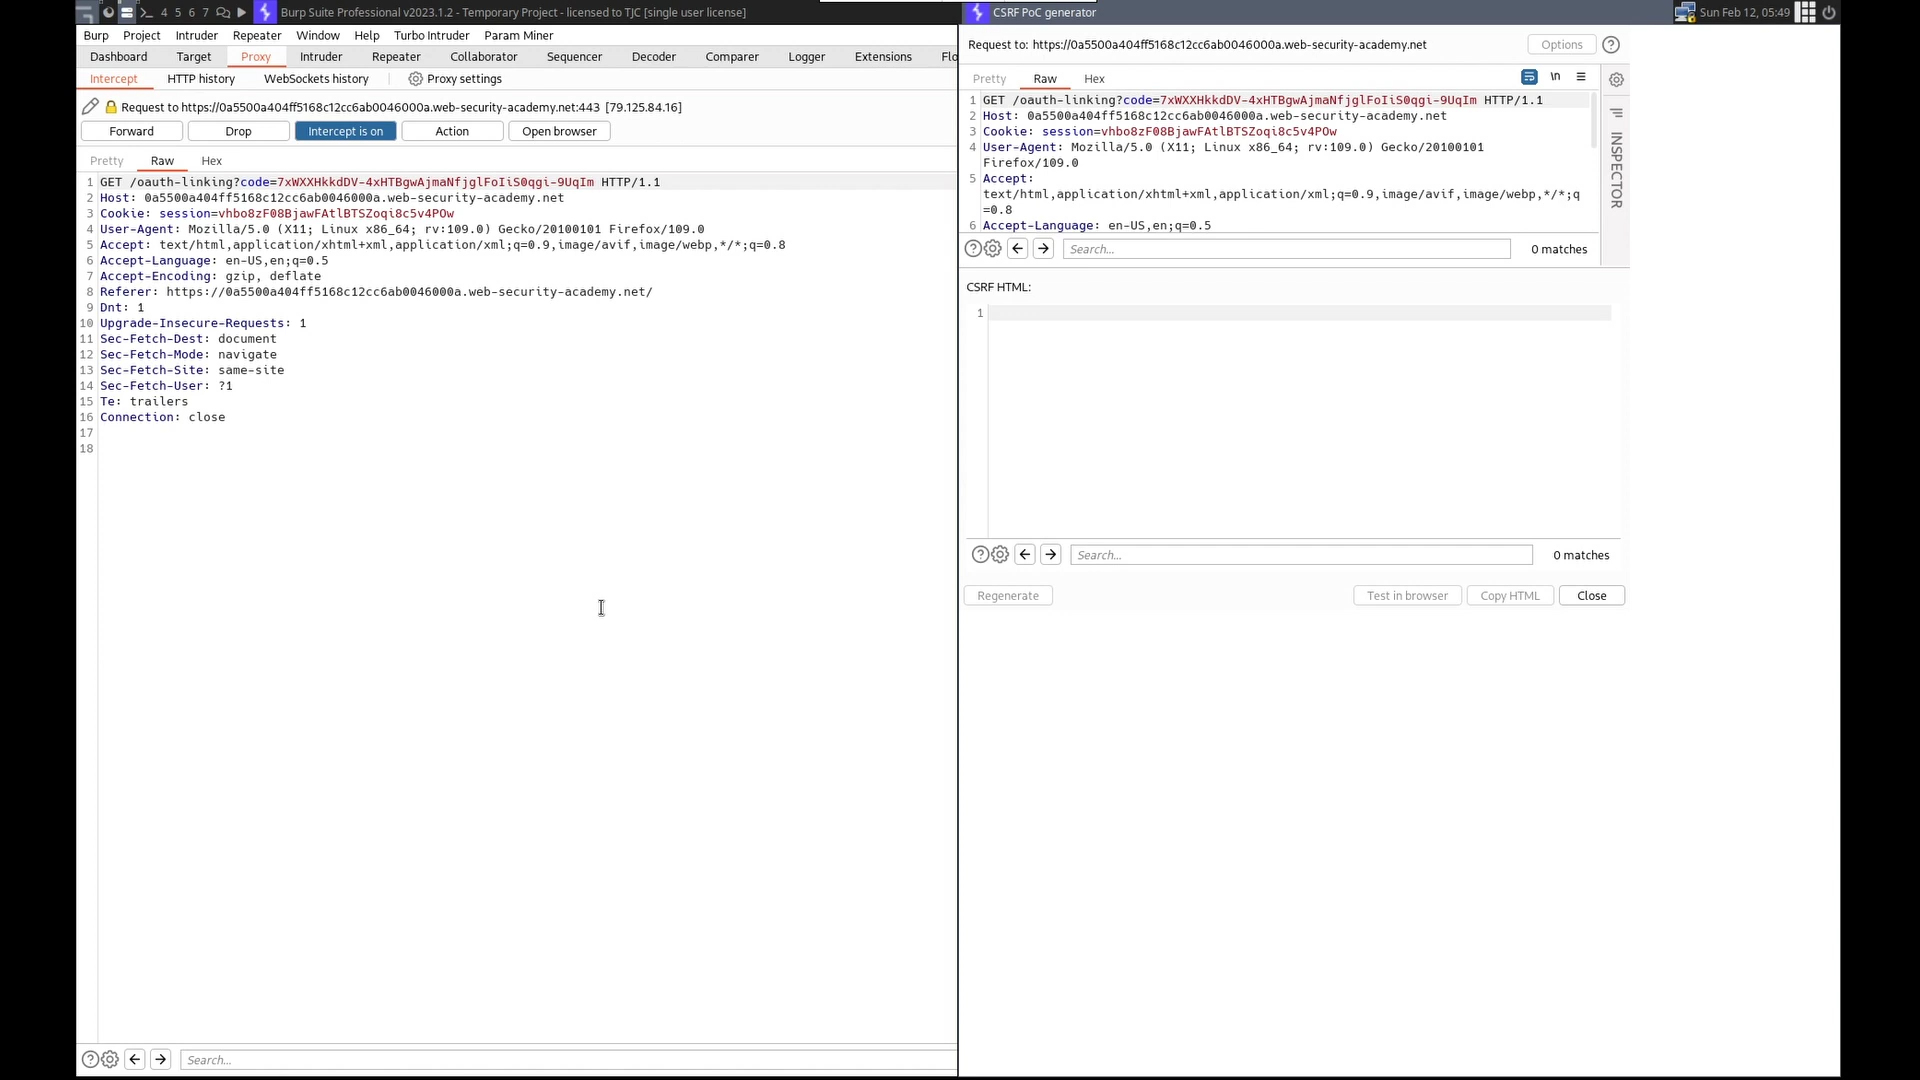 4 5 6 7 Burp Suite Professional v2023.1.2 - Temporary Project - licensed to TJC [single user license]
Burp Project Intruder Repeater Window Help Turbo Intruder Param Miner
Dashboard Target Proxy Intruder Repeater Collaborator Sequencer Decoder Comparer Logger Extensions Flo
Intercept HTTP history WebSockets history Proxy settings
Request to https://0a5500a404ff5168c12cc6ab0046000a.web-security-academy.net:443 [79.125.84.16]
Forward Drop Intercept is on Action Open browser
Pretty Raw Hex
1 GET /oauth-linking?code=7xWXXHkkdDV-4xHTBgwAjmaNfjglFoIiS0qgi-9UqIm HTTP/1.1
2 Host: 0a5500a404ff5168c12cc6ab0046000a.web-security-academy.net
3 Cookie: session=vhbo8zF08BjawFAtlBTSZoqi8c5v4POw
4 User-Agent: Mozilla/5.0 (X11; Linux x86_64; rv:109.0) Gecko/20100101 Firefox/109.0
5 Accept: text/html,application/xhtml+xml,application/xml;q=0.9,image/avif,image/webp,*/*;q=0.8
6 Accept-Language: en-US,en;q=0.5
7 Accept-Encoding: gzip, deflate
8 Referer: https://0a5500a404ff5168c12cc6ab0046000a.web-security-academy.net/
9 Dnt: 1
10 Upgrade-Insecure-Requests: 1
11 Sec-Fetch-Dest: document
12 Sec-Fetch-Mode: navigate
13 Sec-Fetch-Site: same-site
14 Sec-Fetch-User: ?1
15 Te: trailers
16 Connection: close
17
18
Search...
CSRF PoC generator
Sun Feb 12, 05:49
Request to: https://0a5500a404ff5168c12cc6ab0046000a.web-security-academy.net Options
Pretty Raw Hex \n
1 GET /oauth-linking?code=7xWXXHkkdDV-4xHTBgwAjmaNfjglFoIiS0qgi-9UqIm HTTP/1.1
2 Host: 0a5500a404ff5168c12cc6ab0046000a.web-security-academy.net
3 Cookie: session=vhbo8zF08BjawFAtlBTSZoqi8c5v4POw
4 User-Agent: Mozilla/5.0 (X11; Linux x86_64; rv:109.0) Gecko/20100101
Firefox/109.0
5 Accept:
text/html,application/xhtml+xml,application/xml;q=0.9,image/avif,image/webp,*/*;q
=0.8
6 Accept-Language: en-US,en;q=0.5
INSPECTOR
Search... 0 matches
CSRF HTML:
1
Search... 0 matches
Regenerate Test in browser Copy HTML Close